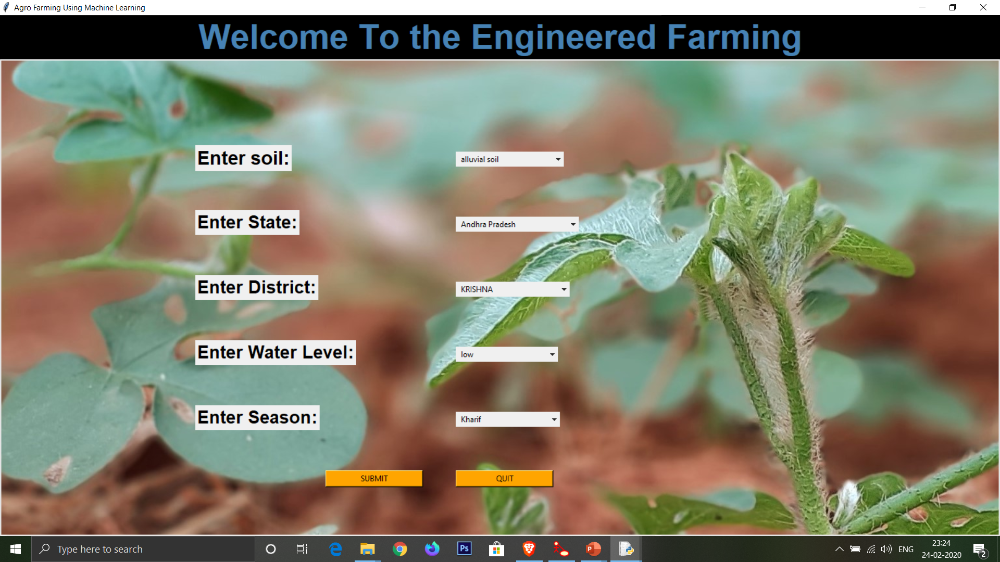 Agro Farming Using Machine Learning
Welcome To the Engineered Farming
Enter soil:
alluvial soil
Enter State:
Andhra Pradesh
Enter District:
KRISHNA
Enter Water Level:
low
Enter Season:
Kharif
SUBMIT
QUIT
Type here to search
Ps
P
ENG
23:24
24-02-2020
2